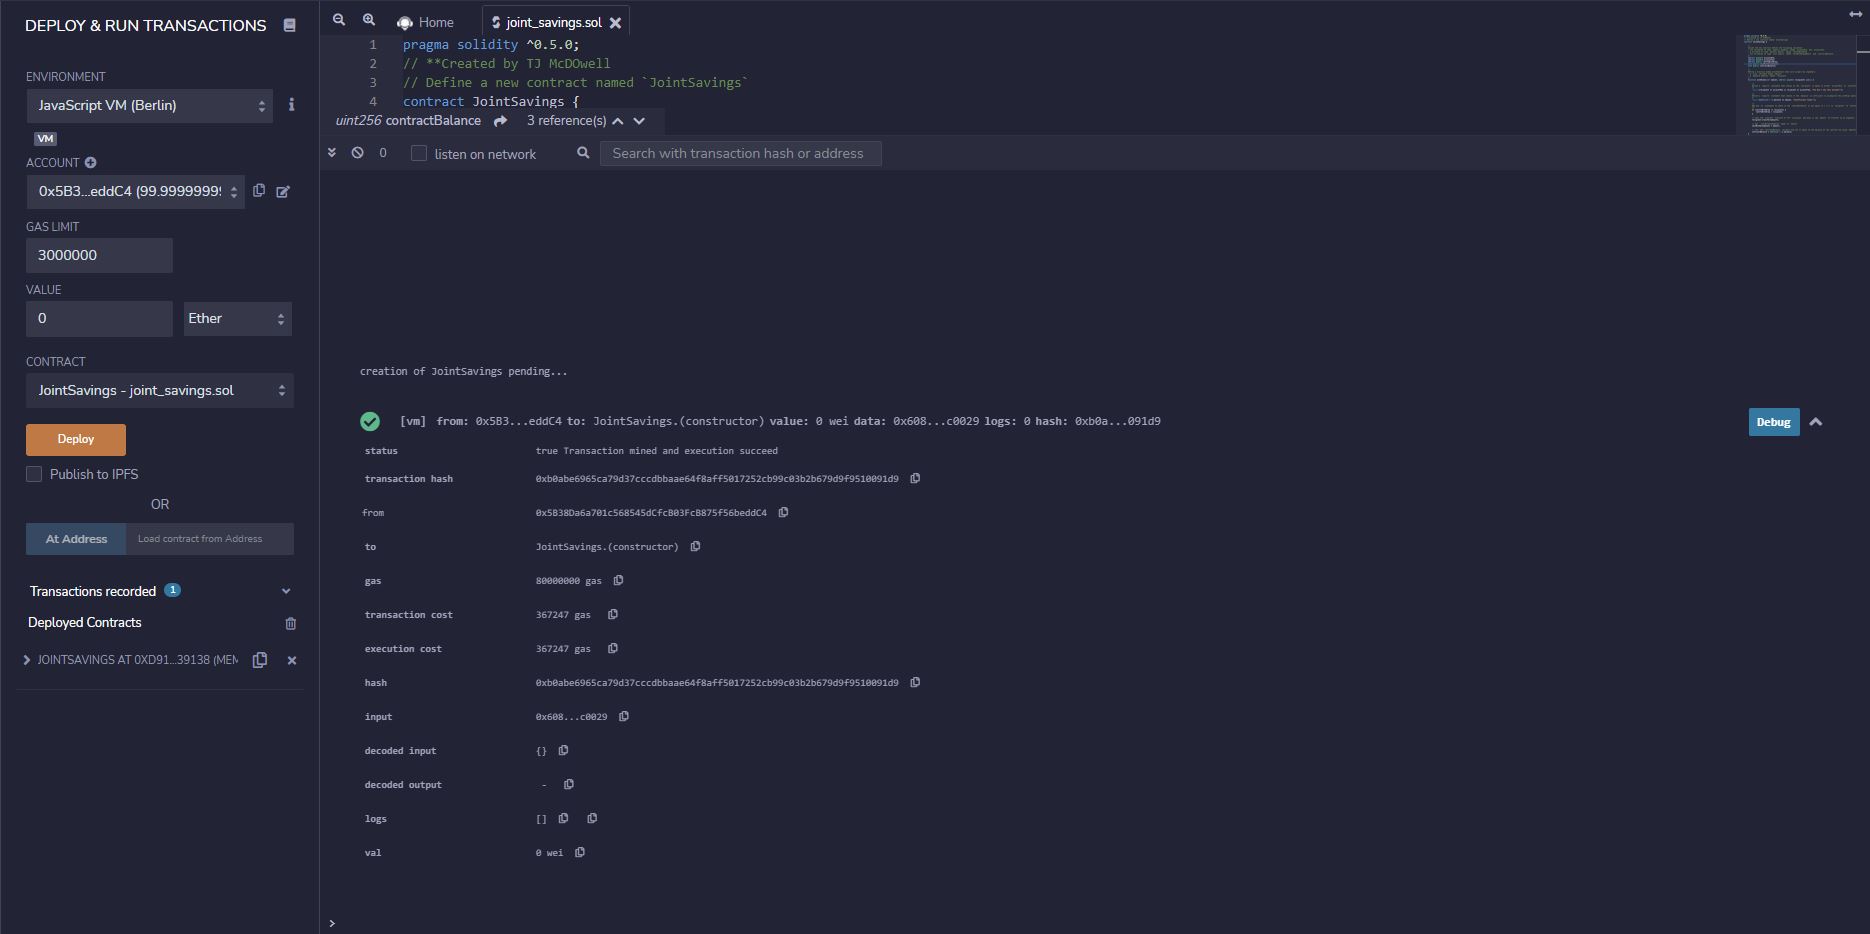 DEPLOY & RUN TRANSACTIONS
ENVIRONMENT
JavaScript VM (Berlin)
VM
ACCOUNT
0x5B3...eddC4 (99.9999999
GAS LIMIT
3000000
VALUE
0
Ether
CONTRACT
JointSavings - joint_savings.sol
Deploy
Publish to IPFS
OR
At Address
Load contract from Address
Transactions recorded 1
Deployed Contracts
JOINTSAVINGS AT 0XD91...39138 (MEM
Home
joint_savings.sol
1 pragma solidity ^0.5.0;
2 // **Created by TJ McDOwell
3 // Define a new contract named `JointSavings`
4 contract JointSavings {
uint256 contractBalance 3 reference(s)
0 listen on network
Search with transaction hash or address
creation of JointSavings pending...
[vm] from: 0x5B3...eddC4 to: JointSavings.(constructor) value: 0 wei data: 0x608...c0029 logs: 0 hash: 0xb0a...091d9
Debug
status true Transaction mined and execution succeed
transaction hash 0xb0abe6965ca79d37cccdbbaae64f8aff5017252cb99c03b2b679d9f9510091d9
from 0x5B38Da6a701c568545dCfcB03FcB875f56beddC4
to JointSavings.(constructor)
gas 80000000 gas
transaction cost 367247 gas
execution cost 367247 gas
hash 0xb0abe6965ca79d37cccdbbaae64f8aff5017252cb99c03b2b679d9f9510091d9
input 0x608...c0029
decoded input {}
decoded output -
logs []
val 0 wei
>